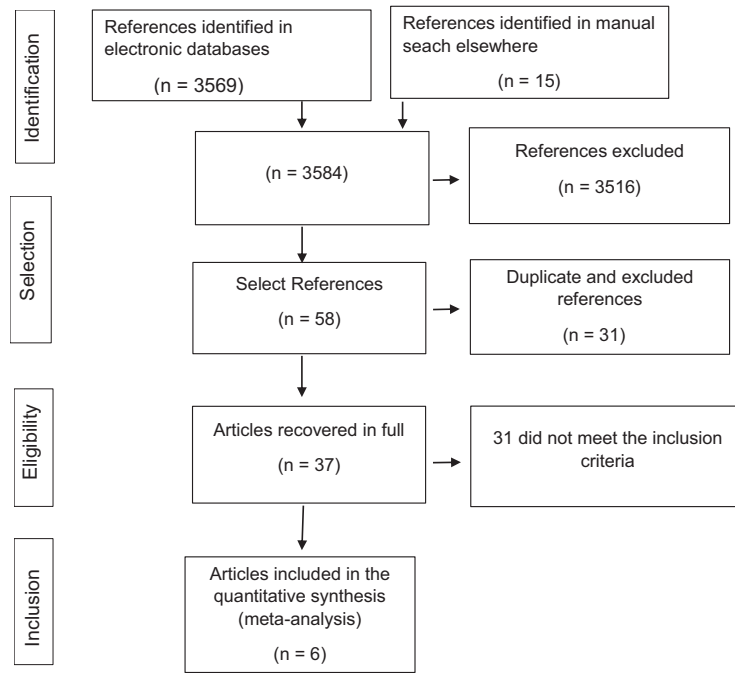 Identification
References identified in
electronic databases
(n = 3569)
References identified in manual
seach elsewhere
(n = 15)
(n = 3584)
References excluded
(n = 3516)
Selection
Select References
(n = 58)
Duplicate and excluded
references
(n = 31)
Eligibility
Articles recovered in full
(n = 37)
31 did not meet the inclusion
criteria
Inclusion
Articles included in the
quantitative synthesis
(meta-analysis)
(n = 6)